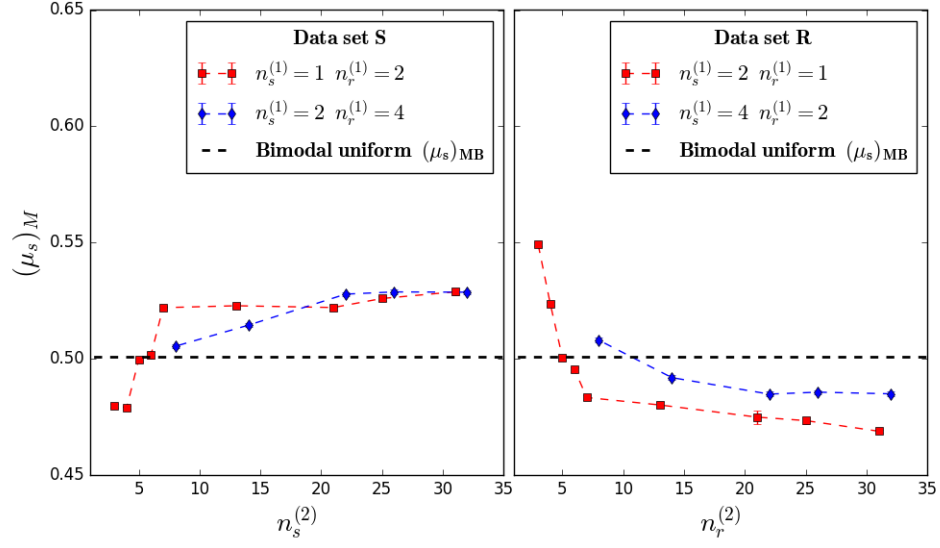 0.65
0.60
0.55
0.50
0.45
(μ_s)_M
Data set S
n_s^(1) = 1 n_r^(1) = 2
n_s^(1) = 2 n_r^(1) = 4
Bimodal uniform (μ_s)_MB
5 10 15 20 25 30 35
n_s^(2)
Data set R
n_s^(1) = 2 n_r^(1) = 1
n_s^(1) = 4 n_r^(1) = 2
Bimodal uniform (μ_s)_MB
5 10 15 20 25 30 35
n_r^(2)